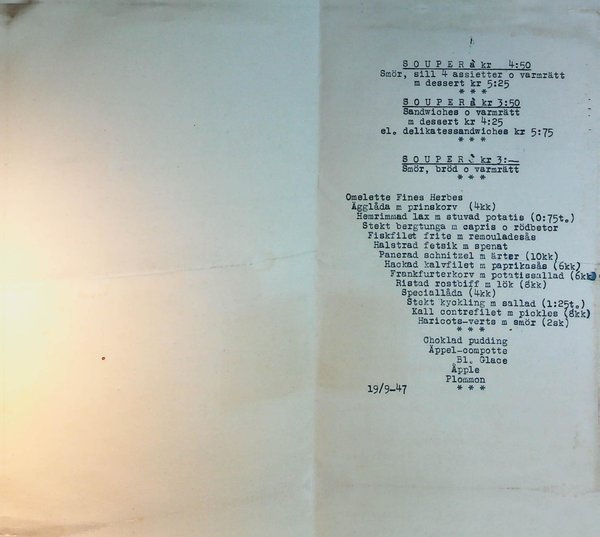 S O U P E R à kr 4:50
Smör, sill 4 assietter o varmrätt
m dessert kr 5:25
* * *
S O U P E R à kr 3:50
Sandwiches o varmrätt
m dessert kr 4:25
el. delikatessandwiches kr 5:75
* * *
S O U P E R à kr 3:—
Smör, bröd o varmrätt
* * *
Omelette Fines Herbes
Ägglåda m prinskorv (4kk)
Hemrimmad lax m stuvad potatis (0:75t.)
Stekt bergtunga m capris o rödbetor
Fiskfilet frite m remouladesås
Halstrad fetsik m spenat
Panerad schnitzel m ärter (10kk)
Hackad kalvfilet m paprikasås (6kk)
Frankfurterkorv m potatissallad (6kk)
Ristad rostbiff m lök (8kk)
Speciallåda (4kk)
Stekt kyckling m sallad (1:25t.)
Kall contrefilet m pickles (8kk)
Haricots-verts m smör (2sk)
* * *
Choklad pudding
Äppel-compotte
Bl. Glace
Äpple
Plommon
19/9-47 * * *